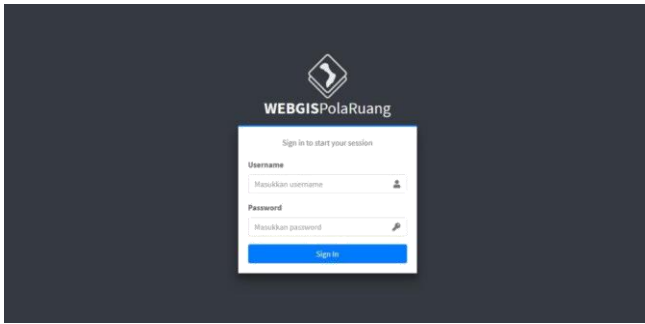 WEBGISPolaRuang
Sign in to start your session
Username
Masukkan username
Password
Masukkan password
Sign In